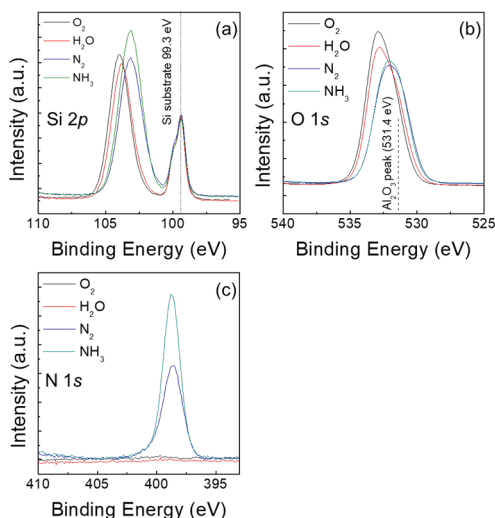 (a)
O₂
H₂O
N₂
NH₃
Si 2p
Si substrate 99.3 eV
Intensity (a.u.)
110 105 100 95
Binding Energy (eV)
(b)
O₂
H₂O
N₂
NH₃
O 1s
Al₂O₃ peak (531.4 eV)
Intensity (a.u.)
540 535 530 525
Binding Energy (eV)
(c)
O₂
H₂O
N₂
NH₃
N 1s
Intensity (a.u.)
410 405 400 395
Binding Energy (eV)